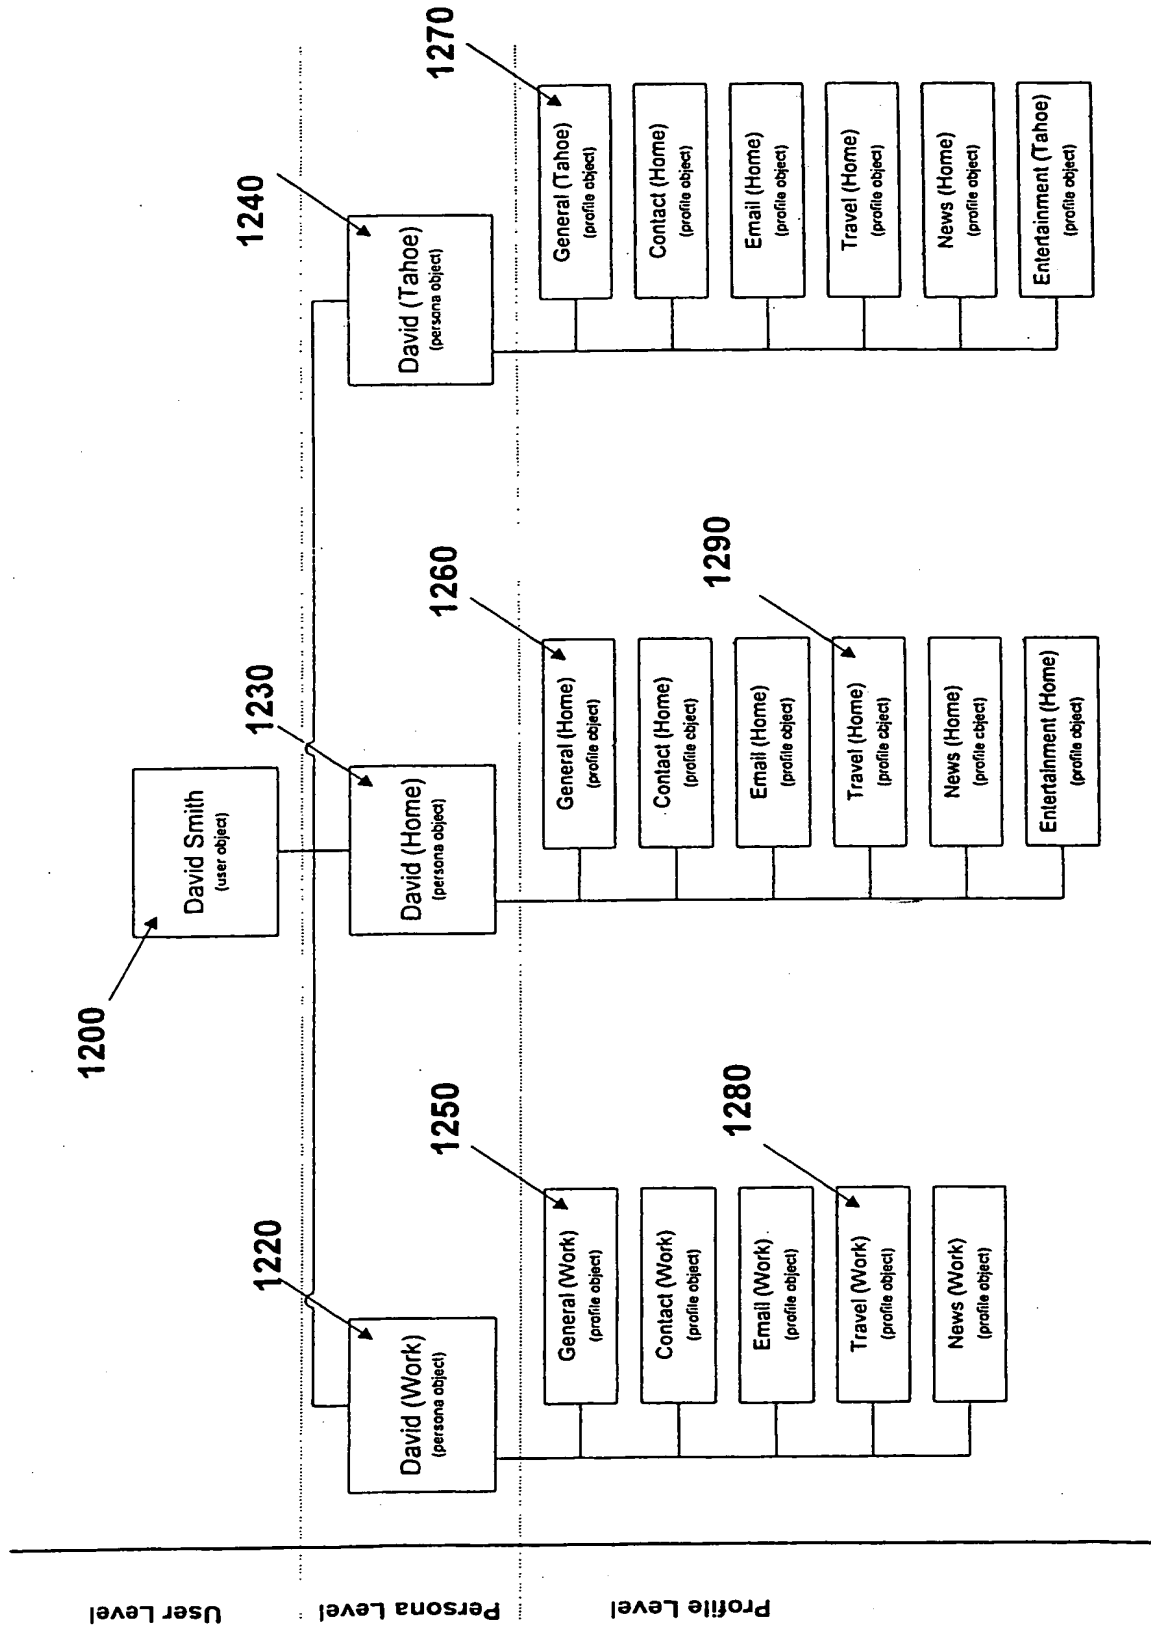 User Level
1200
David Smith
(user object)
Persona Level
1220
David (Work)
(persona object)
1230
David (Home)
(persona object)
1240
David (Tahoe)
(persona object)
Profile Level
1250
General (Work)
(profile object)
Contact (Work)
(profile object)
Email (Work)
(profile object)
1280
Travel (Work)
(profile object)
News (Work)
(profile object)
1260
General (Home)
(profile object)
Contact (Home)
(profile object)
Email (Home)
(profile object)
1290
Travel (Home)
(profile object)
News (Home)
(profile object)
Entertainment (Home)
(profile object)
1270
General (Tahoe)
(profile object)
Contact (Home)
(profile object)
Email (Home)
(profile object)
Travel (Home)
(profile object)
News (Home)
(profile object)
Entertainment (Tahoe)
(profile object)